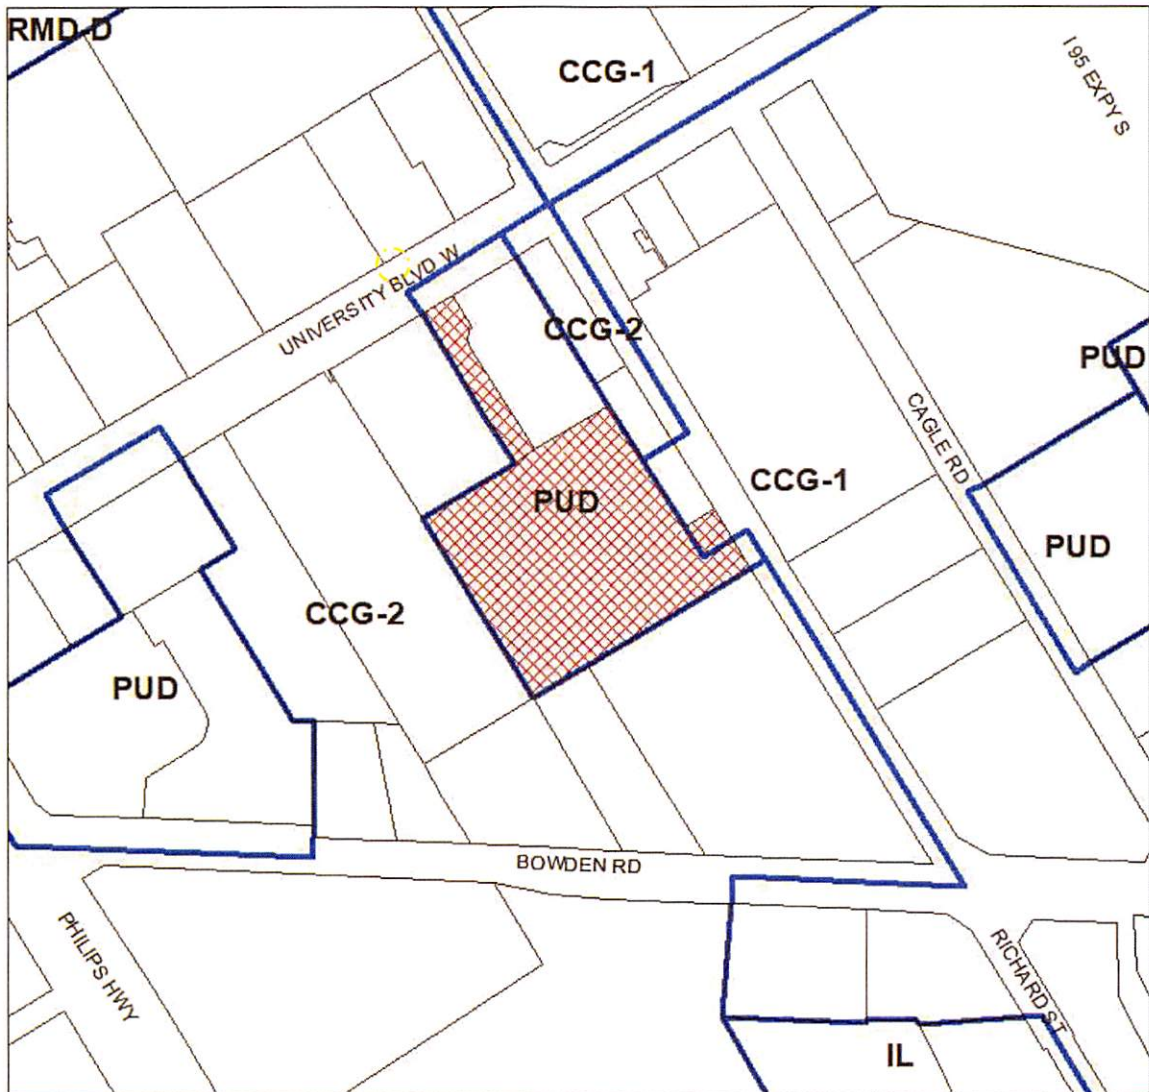 RMD-D
CCG-1
I 95 EXPY S
UNIVERSITY BLVD W
CCG-2
PUD
CAGLE RD
CCG-1
PUD
PUD
CCG-2
PUD
BOWDEN RD
PHILIPS HWY
RICHARD ST
IL